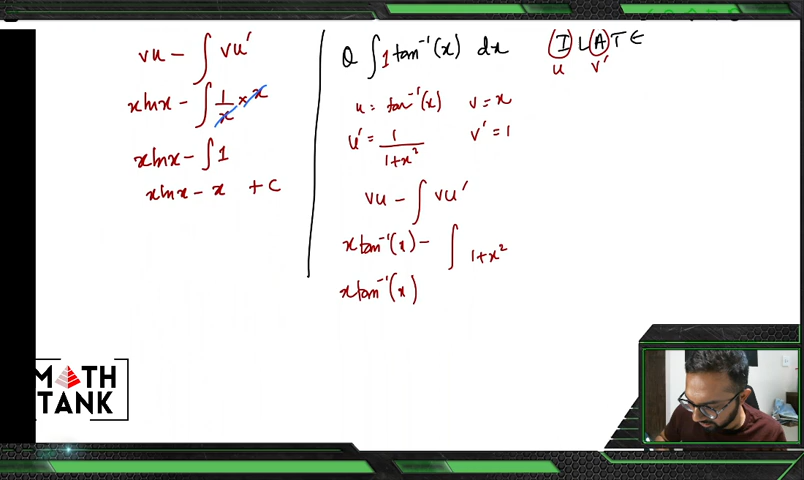 vu - ∫ vu'
xlnx - ∫ 1/x × x
xlnx - ∫ 1
xlnx - x + C
Q ∫ 1 tan⁻¹(x) dx
u = tan⁻¹(x) v = x
u' = 1/(1+x²) v' = 1
vu - ∫ vu'
x tan⁻¹(x) - ∫ 1+x²
x tan⁻¹(x)
I L A T E
u v'
MATH
TANK